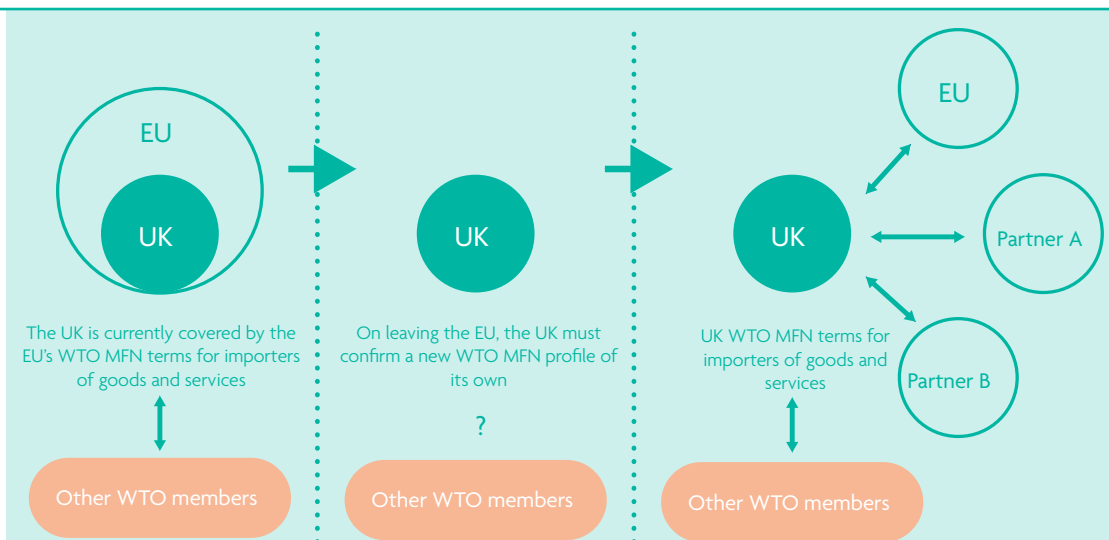 EU
UK
The UK is currently covered by the
EU's WTO MFN terms for importers
of goods and services
Other WTO members
UK
On leaving the EU, the UK must
confirm a new WTO MFN profile of
its own
?
Other WTO members
UK
UK WTO MFN terms for
importers of goods and
services
Other WTO members
EU
Partner A
Partner B